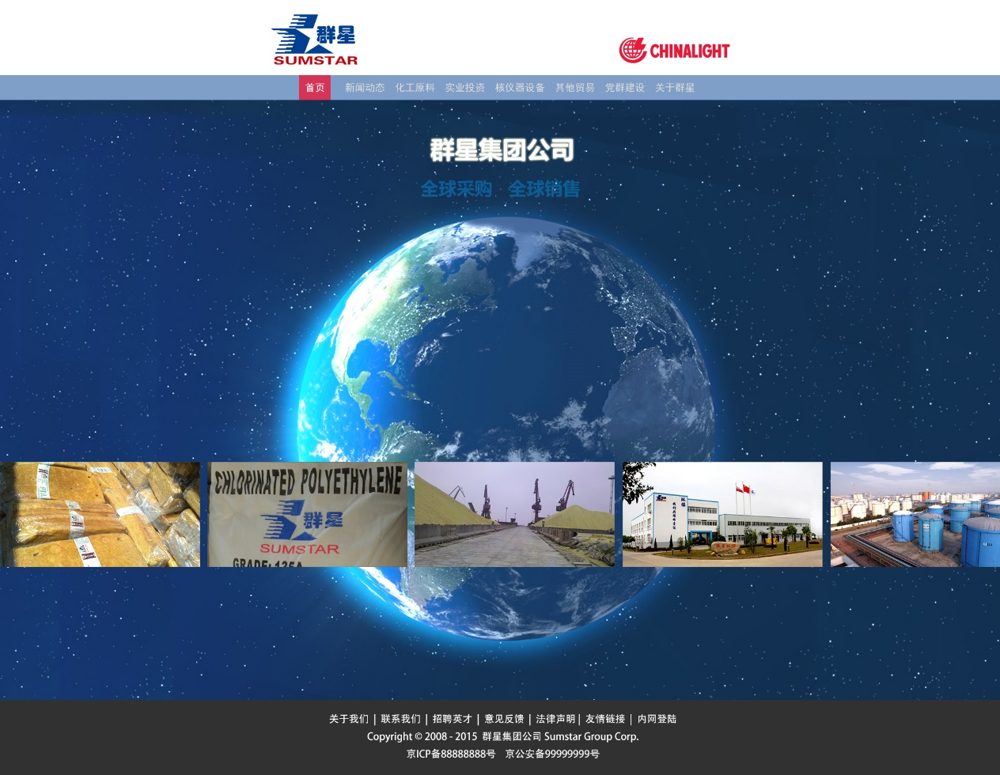 群星
SUMSTAR
CHINALIGHT
首页 新闻动态 化工原料 实业投资 核仪器设备 其他贸易 党群建设 关于群星
群星集团公司
全球采购 全球销售
CHLORINATED POLYETHYLENE
群星
SUMSTAR
GRADE: 135A
关于我们 | 联系我们 | 招聘英才 | 意见反馈 | 法律声明 | 友情链接 | 内网登陆
Copyright © 2008 - 2015 群星集团公司 Sumstar Group Corp.
京ICP备88888888号 京公安备99999999号